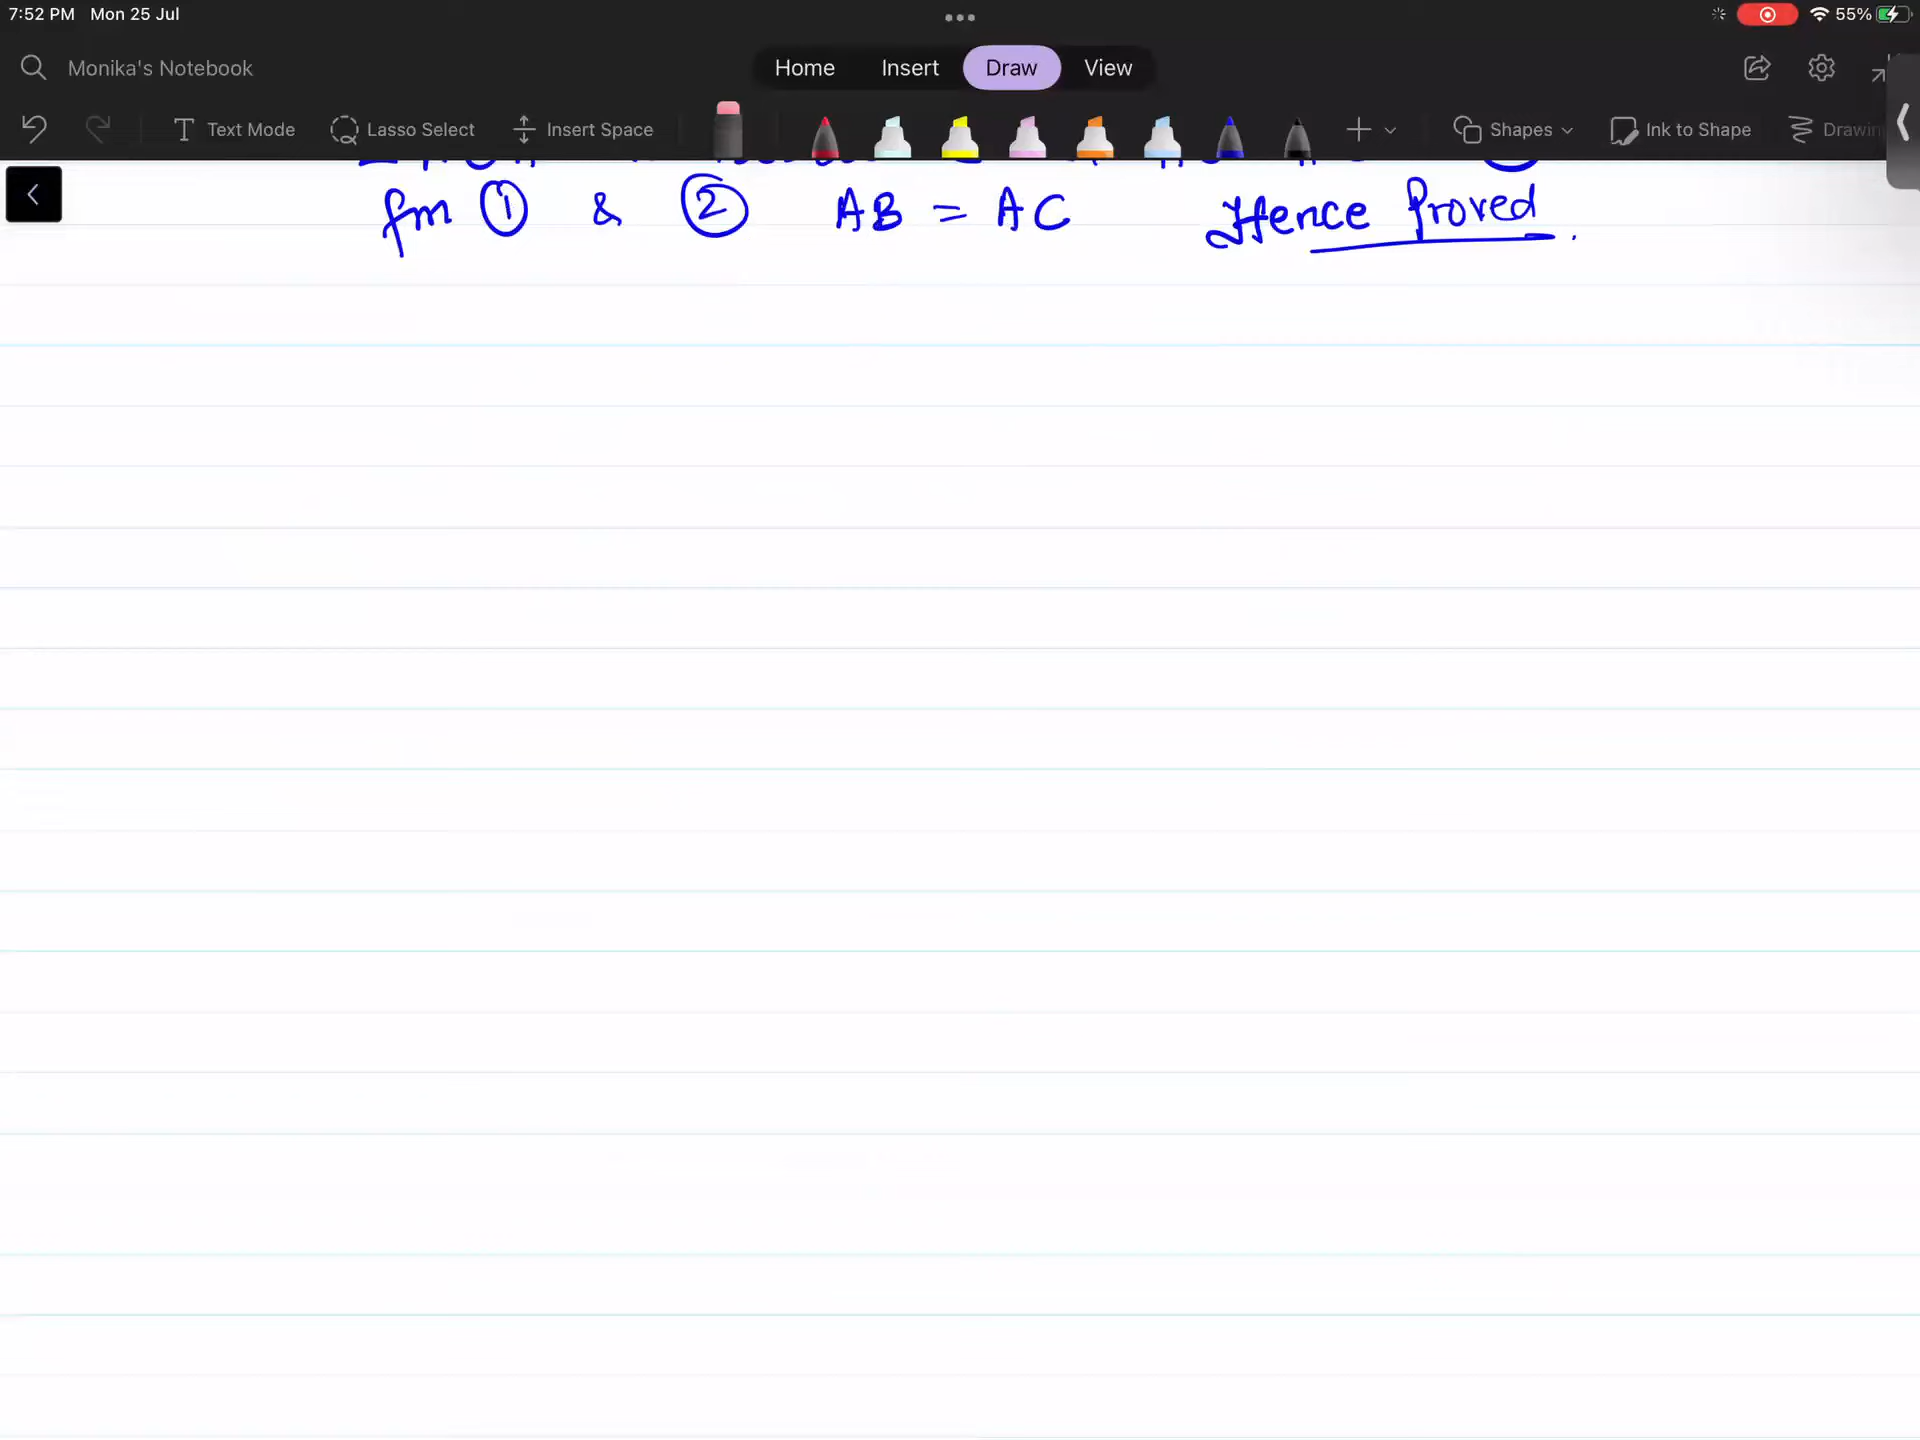 7:52 PM Mon 25 Jul
55%
Monika's Notebook
Home Insert Draw View
Text Mode Lasso Select Insert Space Shapes Ink to Shape Drawin
fm ① & ② AB = AC Hence Proved.